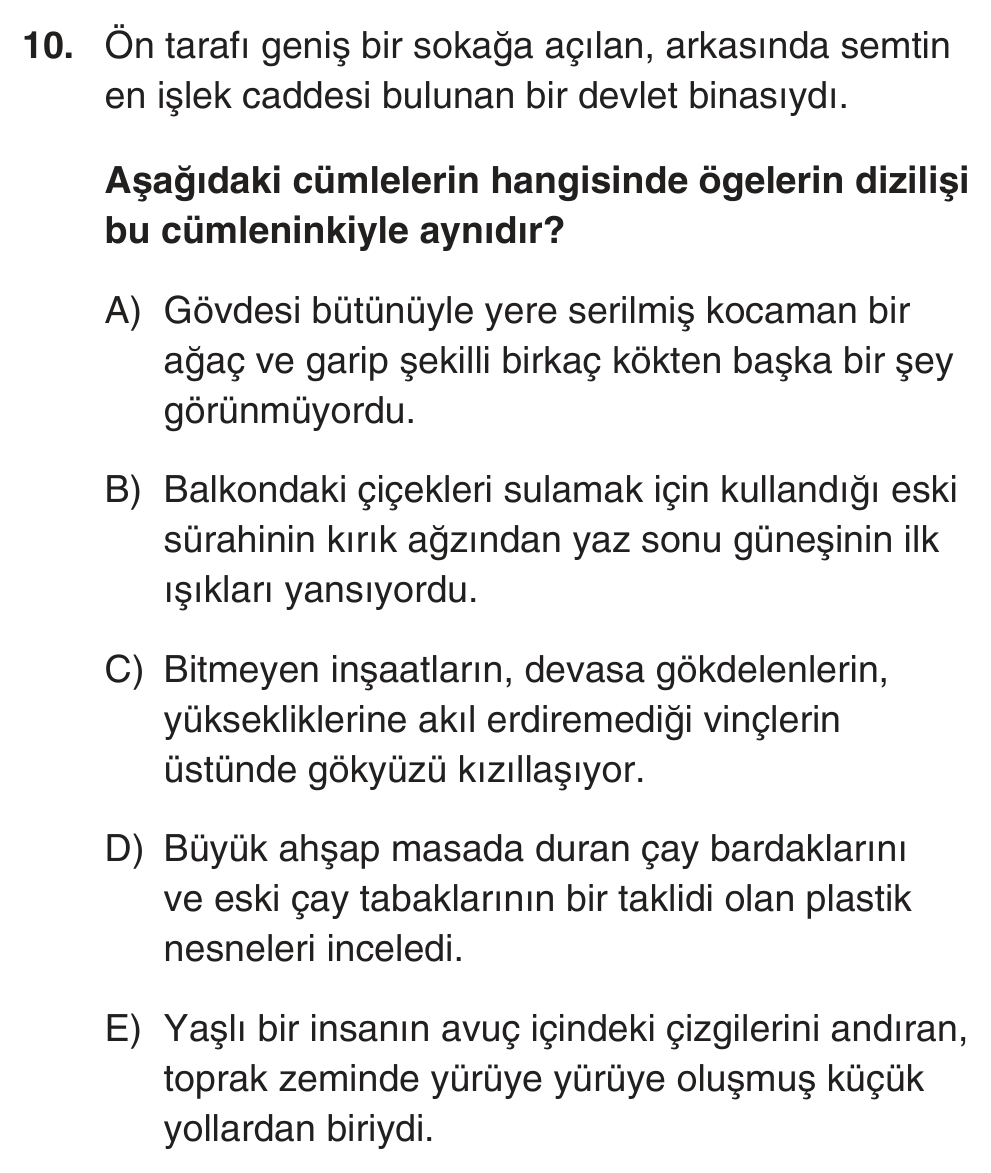 10. Ön tarafı geniş bir sokağa açılan, arkasında semtin
en işlek caddesi bulunan bir devlet binasıydı.
Aşağıdaki cümlelerin hangisinde ögelerin dizilişi
bu cümleninkiyle aynıdır?
A) Gövdesi bütünüyle yere serilmiş kocaman bir
ağaç ve garip şekilli birkaç kökten başka bir şey
görünmüyordu.
B) Balkondaki çiçekleri sulamak için kullandığı eski
sürahinin kırık ağzından yaz sonu güneşinin ilk
ışıkları yansıyordu.
C) Bitmeyen inşaatların, devasa gökdelenlerin,
yüksekliklerine akıl erdiremediği vinçlerin
üstünde gökyüzü kızıllaşıyor.
D) Büyük ahşap masada duran çay bardaklarını
ve eski çay tabaklarının bir taklidi olan plastik
nesneleri inceledi.
E) Yaşlı bir insanın avuç içindeki çizgilerini andıran,
toprak zeminde yürüye yürüye oluşmuş küçük
yollardan biriydi.